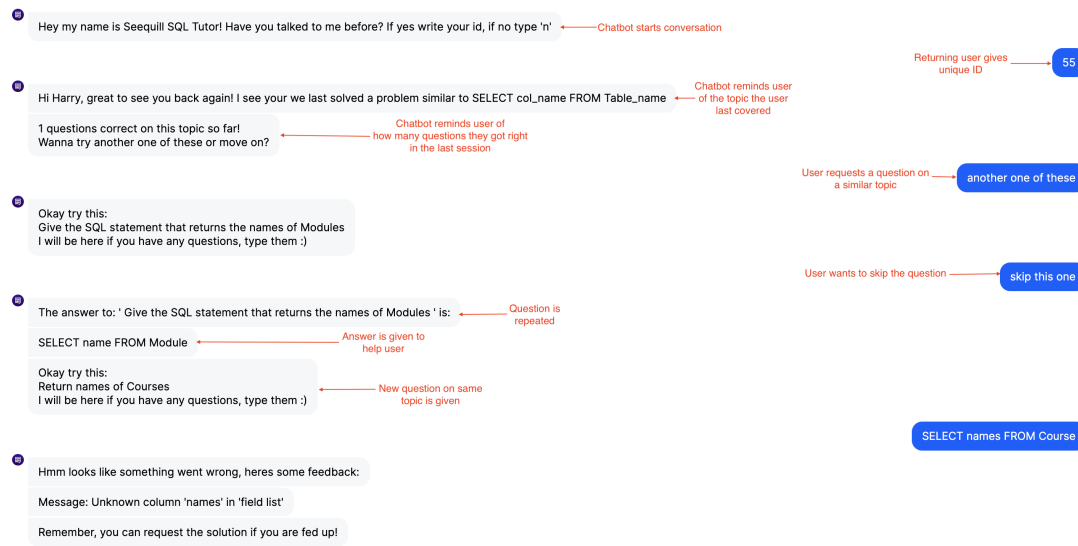 Hey my name is Seequill SQL Tutor! Have you talked to me before? If yes write your id, if no type 'n'
Chatbot starts conversation
Returning user gives
unique ID
55
Hi Harry, great to see you back again! I see your we last solved a problem similar to SELECT col_name FROM Table_name
Chatbot reminds user
of the topic the user
last covered
1 questions correct on this topic so far!
Wanna try another one of these or move on?
Chatbot reminds user of
how many questions they got right
in the last session
User requests a question on
a similar topic
another one of these
Okay try this:
Give the SQL statement that returns the names of Modules
I will be here if you have any questions, type them :)
User wants to skip the question
skip this one
The answer to: ' Give the SQL statement that returns the names of Modules ' is:
Question is
repeated
SELECT name FROM Module
Answer is given to
help user
Okay try this:
Return names of Courses
I will be here if you have any questions, type them :)
New question on same
topic is given
SELECT names FROM Course
Hmm looks like something went wrong, heres some feedback:
Message: Unknown column 'names' in 'field list'
Remember, you can request the solution if you are fed up!